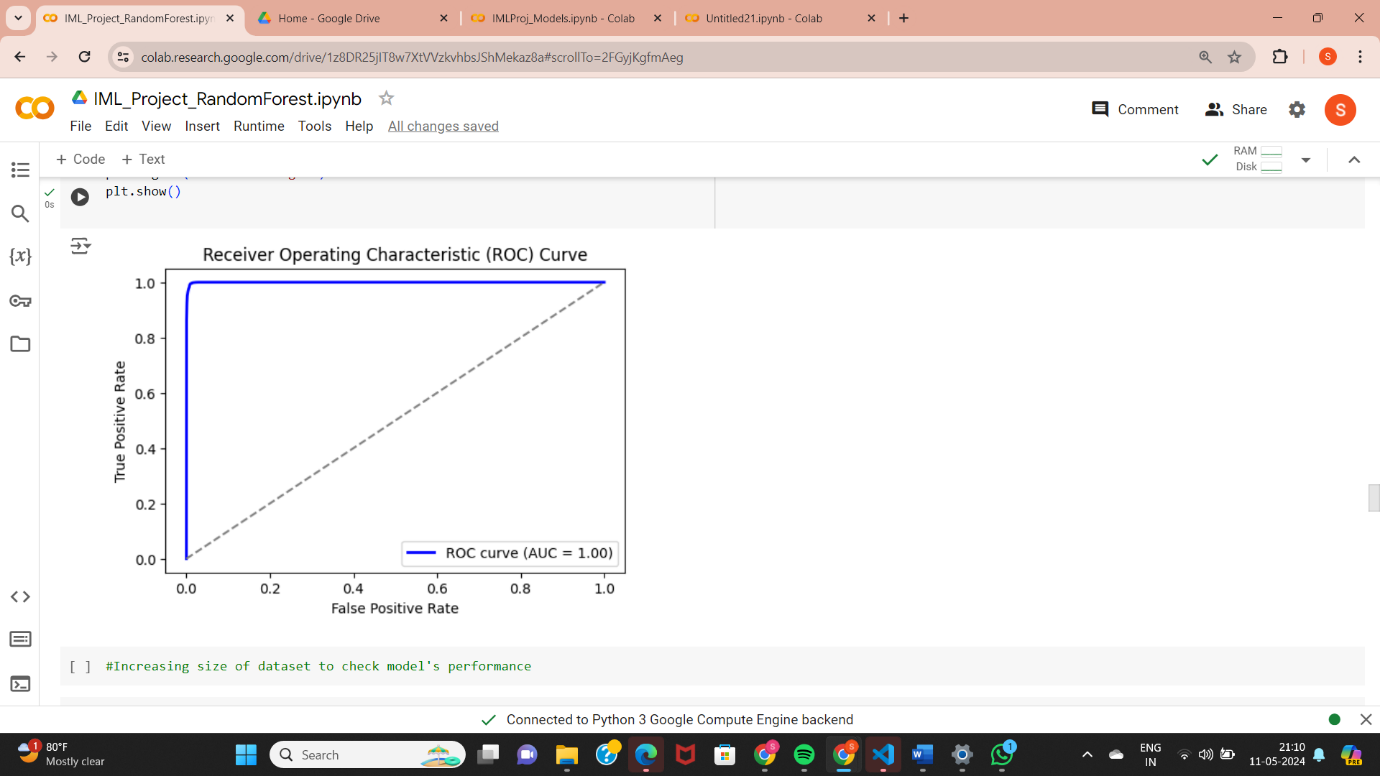 IML_Project_RandomForest.ipyn
Home - Google Drive
IMLProj_Models.ipynb - Colab
Untitled21.ipynb - Colab
colab.research.google.com/drive/1z8DR25jIT8w7XtVVzkvhbsJShMekaz8a#scrollTo=2FGyjKgfmAeg
S
IML_Project_RandomForest.ipynb
File Edit View Insert Runtime Tools Help All changes saved
Comment
Share
S
+ Code + Text
RAM
Disk
0s
plt.show()
{x}
Receiver Operating Characteristic (ROC) Curve
1.0
0.8
0.6
0.4
0.2
0.0
True Positive Rate
ROC curve (AUC = 1.00)
0.0 0.2 0.4 0.6 0.8 1.0
False Positive Rate
[ ] #Increasing size of dataset to check model's performance
Connected to Python 3 Google Compute Engine backend
1
80°F
Mostly clear
Search
S
S
1
ENG
IN
21:10
11-05-2024
PRE